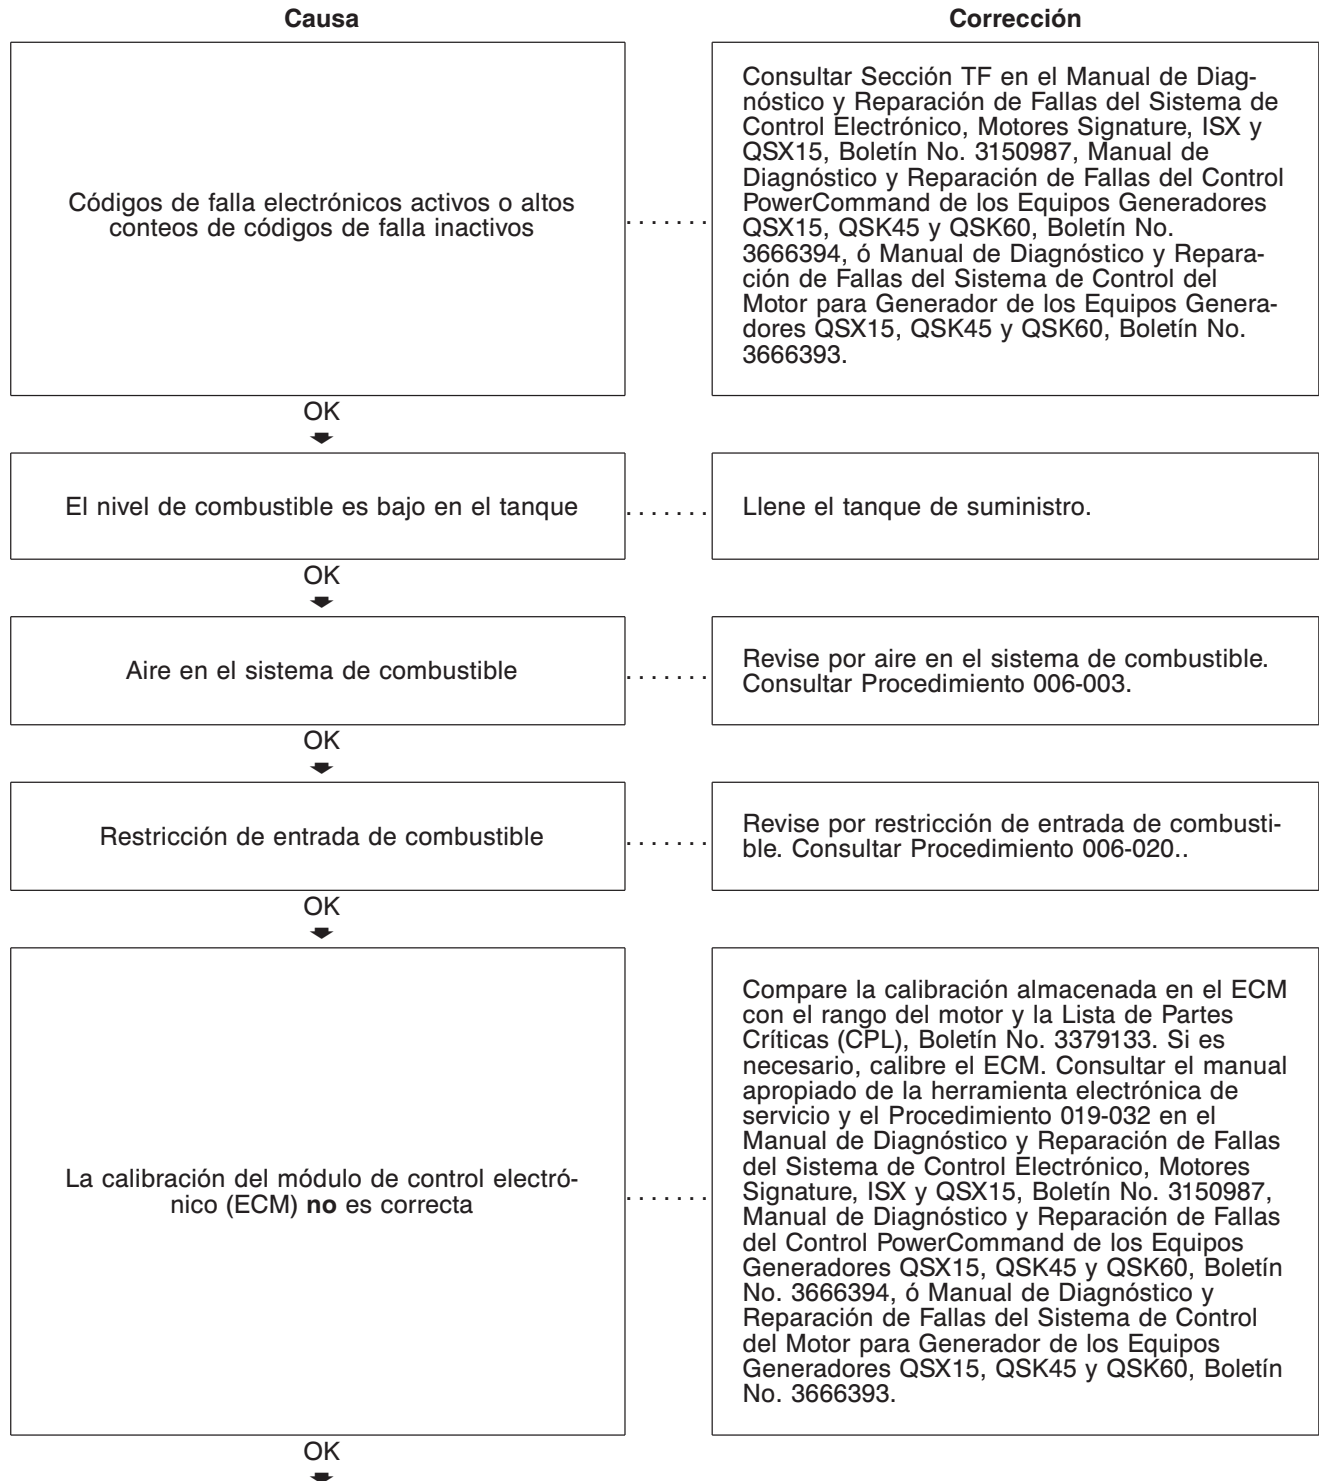 Causa
Corrección
Códigos de falla electrónicos activos o altos
conteos de códigos de falla inactivos
.......
Consultar Sección TF en el Manual de Diag-
nóstico y Reparación de Fallas del Sistema de
Control Electrónico, Motores Signature, ISX y
QSX15, Boletín No. 3150987, Manual de
Diagnóstico y Reparación de Fallas del Control
PowerCommand de los Equipos Generadores
QSX15, QSK45 y QSK60, Boletín No.
3666394, ó Manual de Diagnóstico y Repara-
ción de Fallas del Sistema de Control del
Motor para Generador de los Equipos Genera-
dores QSX15, QSK45 y QSK60, Boletín No.
3666393.
OK
El nivel de combustible es bajo en el tanque
.......
Llene el tanque de suministro.
OK
Aire en el sistema de combustible
.......
Revise por aire en el sistema de combustible.
Consultar Procedimiento 006-003.
OK
Restricción de entrada de combustible
.......
Revise por restricción de entrada de combusti-
ble. Consultar Procedimiento 006-020..
OK
La calibración del módulo de control electró-
nico (ECM) no es correcta
.......
Compare la calibración almacenada en el ECM
con el rango del motor y la Lista de Partes
Críticas (CPL), Boletín No. 3379133. Si es
necesario, calibre el ECM. Consultar el manual
apropiado de la herramienta electrónica de
servicio y el Procedimiento 019-032 en el
Manual de Diagnóstico y Reparación de Fallas
del Sistema de Control Electrónico, Motores
Signature, ISX y QSX15, Boletín No. 3150987,
Manual de Diagnóstico y Reparación de Fallas
del Control PowerCommand de los Equipos
Generadores QSX15, QSK45 y QSK60, Boletín
No. 3666394, ó Manual de Diagnóstico y
Reparación de Fallas del Sistema de Control
del Motor para Generador de los Equipos
Generadores QSX15, QSK45 y QSK60, Boletín
No. 3666393.
OK